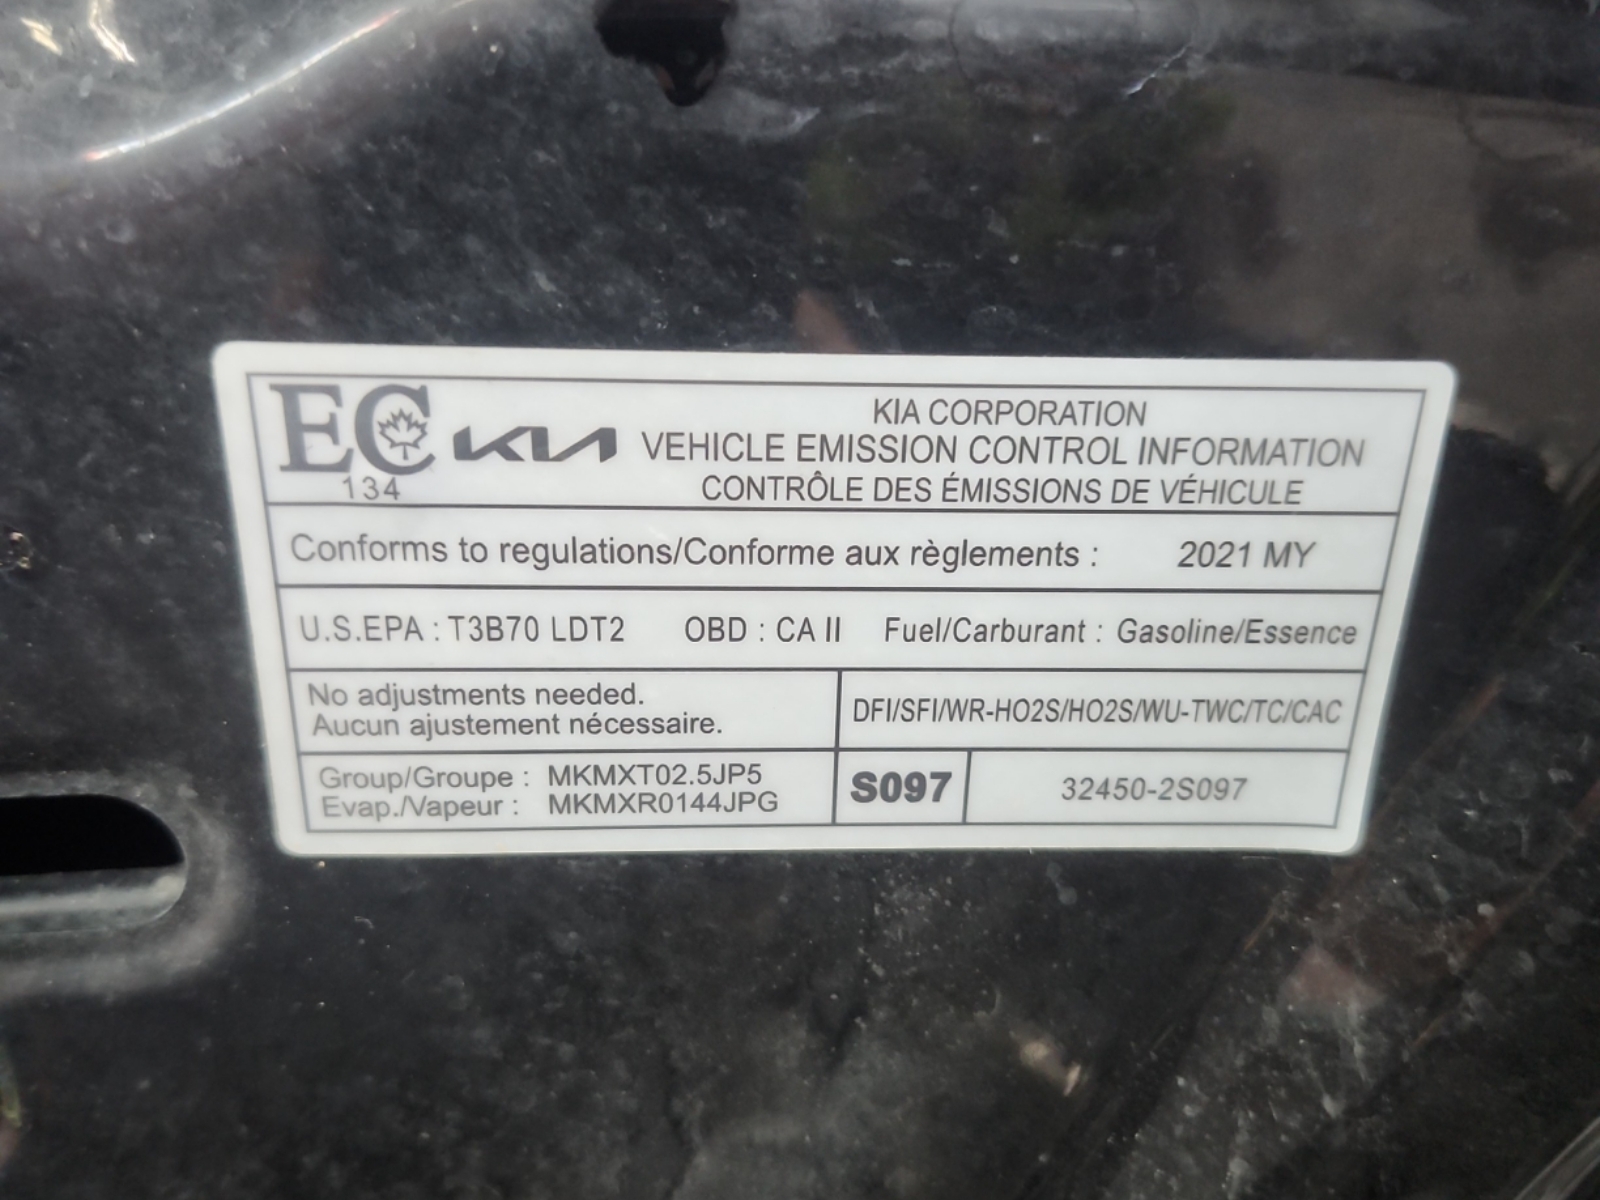 EC KIA
134
KIA CORPORATION
VEHICLE EMISSION CONTROL INFORMATION
CONTRÔLE DES ÉMISSIONS DE VÉHICULE
Conforms to regulations/Conforme aux règlements : 2021 MY
U.S.EPA : T3B70 LDT2 OBD : CA II Fuel/Carburant : Gasoline/Essence
No adjustments needed.
Aucun ajustement nécessaire.
DFI/SFI/WR-HO2S/HO2S/WU-TWC/TC/CAC
Group/Groupe : MKMXT02.5JP5
Evap./Vapeur : MKMXR0144JPG
S097
32450-2S097